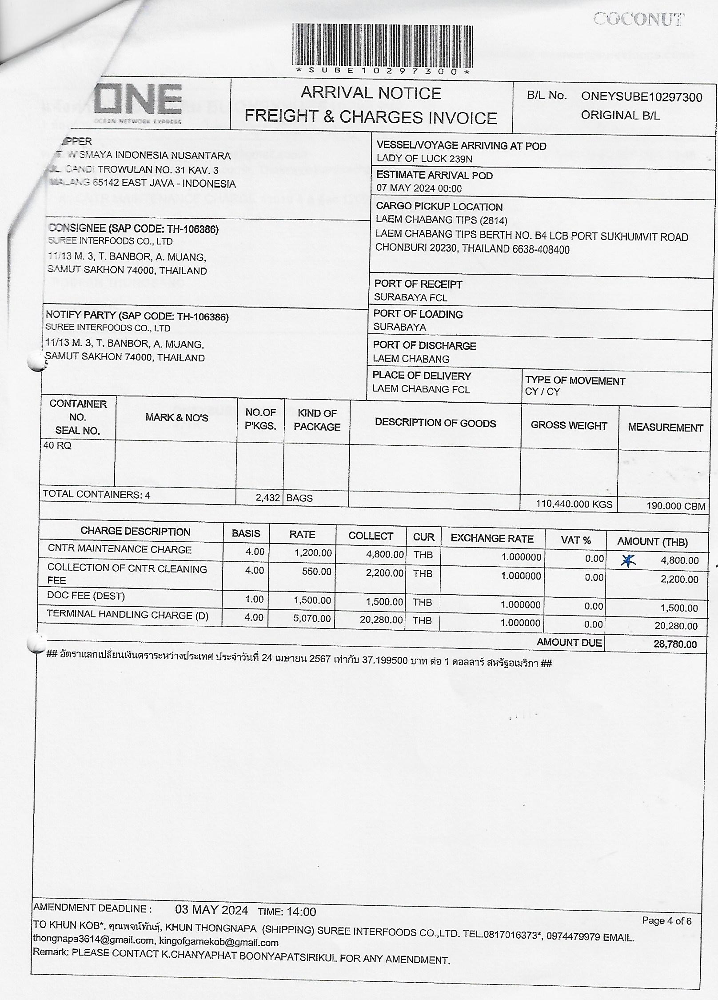 COCONUT
*SUBE10297300*
ONE
OCEAN NETWORK EXPRESS
ARRIVAL NOTICE
FREIGHT & CHARGES INVOICE
B/L No. ONEYSUBE10297300
ORIGINAL B/L
WISMAYA INDONESIA NUSANTARA
JL. CANDI TROWULAN NO. 31 KAV. 3
MALANG 65142 EAST JAVA - INDONESIA
VESSEL/VOYAGE ARRIVING AT POD
LADY OF LUCK 239N
ESTIMATE ARRIVAL POD
07 MAY 2024 00:00
CARGO PICKUP LOCATION
LAEM CHABANG TIPS (2814)
LAEM CHABANG TIPS BERTH NO. B4 LCB PORT SUKHUMVIT ROAD
CHONBURI 20230, THAILAND 6638-408400
CONSIGNEE (SAP CODE: TH-106386)
SUREE INTERFOODS CO., LTD
11/13 M. 3, T. BANBOR, A. MUANG,
SAMUT SAKHON 74000, THAILAND
PORT OF RECEIPT
SURABAYA FCL
NOTIFY PARTY (SAP CODE: TH-106386)
SUREE INTERFOODS CO., LTD
11/13 M. 3, T. BANBOR, A. MUANG,
SAMUT SAKHON 74000, THAILAND
PORT OF LOADING
SURABAYA
PORT OF DISCHARGE
LAEM CHABANG
PLACE OF DELIVERY
LAEM CHABANG FCL
TYPE OF MOVEMENT
CY / CY
CONTAINER NO. SEAL NO. MARK & NO'S NO.OF P'KGS. KIND OF PACKAGE DESCRIPTION OF GOODS GROSS WEIGHT MEASUREMENT
40 RQ
TOTAL CONTAINERS: 4 2,432 BAGS 110,440.000 KGS 190.000 CBM
CHARGE DESCRIPTION BASIS RATE COLLECT CUR EXCHANGE RATE VAT % AMOUNT (THB)
CNTR MAINTENANCE CHARGE 4.00 1,200.00 4,800.00 THB 1.000000 0.00 4,800.00
COLLECTION OF CNTR CLEANING FEE 4.00 550.00 2,200.00 THB 1.000000 0.00 2,200.00
DOC FEE (DEST) 1.00 1,500.00 1,500.00 THB 1.000000 0.00 1,500.00
TERMINAL HANDLING CHARGE (D) 4.00 5,070.00 20,280.00 THB 1.000000 0.00 20,280.00
AMOUNT DUE 28,780.00
## อัตราแลกเปลี่ยนเงินตราระหว่างประเทศ ประจำวันที่ 24 เมษายน 2567 เท่ากับ 37.199500 บาท ต่อ 1 ดอลลาร์ สหรัฐอเมริกา ##
AMENDMENT DEADLINE : 03 MAY 2024 TIME: 14:00
Page 4 of 6
TO KHUN KOB*, คุณพจน์พันธุ์, KHUN THONGNAPA (SHIPPING) SUREE INTERFOODS CO.,LTD. TEL.0817016373*, 0974479979 EMAIL.
thongnapa3614@gmail.com, kingofgamekob@gmail.com
Remark: PLEASE CONTACT K.CHANYAPHAT BOONYAPATSIRIKUL FOR ANY AMENDMENT.